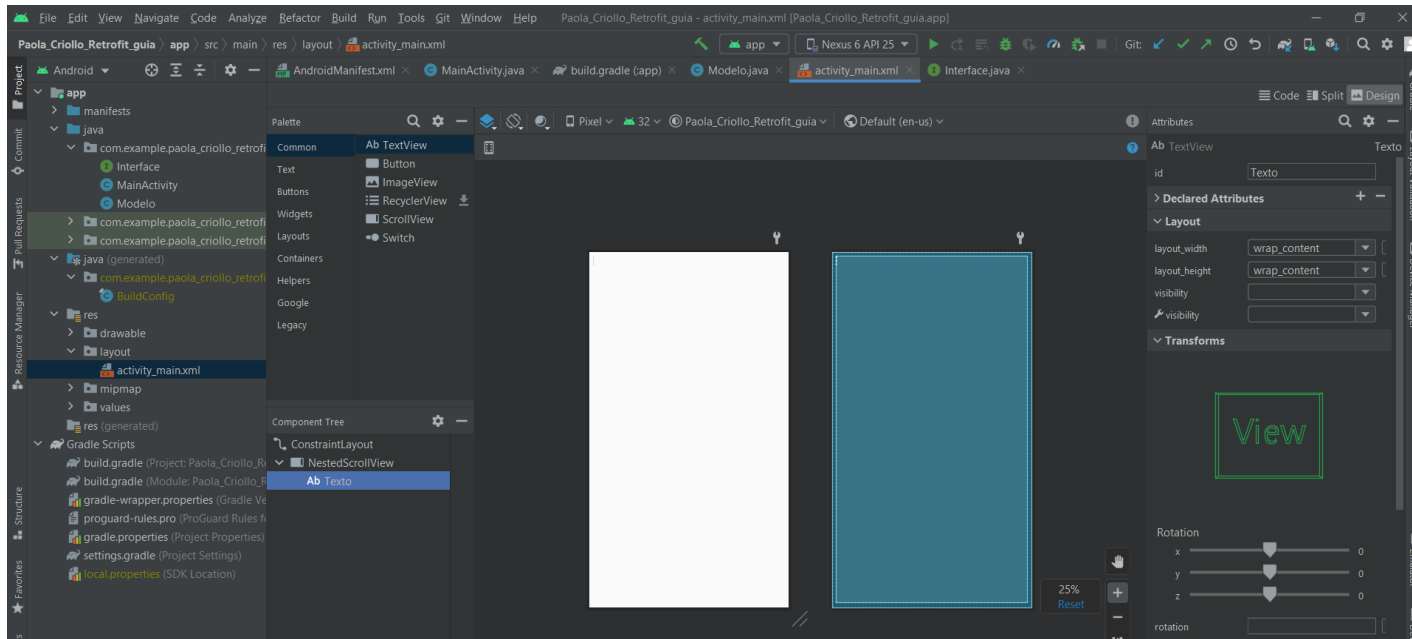 File Edit View Navigate Code Analyze Refactor Build Run Tools Git Window Help Paola_Criollo_Retrofit_guia - activity_main.xml [Paola_Criollo_Retrofit_guia.app]
Paola_Criollo_Retrofit_guia app src main res layout activity_main.xml app Nexus 6 API 25 Git:
Android AndroidManifest.xml MainActivity.java build.gradle (:app) Modelo.java activity_main.xml Interface.java
Code Split Design
Project
Commit
Pull Requests
Resource Manager
Structure
Favorites
app
manifests
java
com.example.paola_criollo_retrofi
Interface
MainActivity
Modelo
com.example.paola_criollo_retrofi
com.example.paola_criollo_retrofi
java (generated)
com.example.paola_criollo_retrofi
BuildConfig
res
drawable
layout
activity_main.xml
mipmap
values
res (generated)
Gradle Scripts
build.gradle (Project: Paola_Criollo_R
build.gradle (Module: Paola_Criollo_F
gradle-wrapper.properties (Gradle Ve
proguard-rules.pro (ProGuard Rules f
gradle.properties (Project Properties)
settings.gradle (Project Settings)
local.properties (SDK Location)
Palette
Common
Text
Buttons
Widgets
Layouts
Containers
Helpers
Google
Legacy
Ab TextView
Button
ImageView
RecyclerView
ScrollView
Switch
Component Tree
ConstraintLayout
NestedScrollView
Ab Texto
Pixel 32 Paola_Criollo_Retrofit_guia Default (en-us)
25%
Reset
Attributes
Ab TextView Texto
id Texto
Declared Attributes
Layout
layout_width wrap_content
layout_height wrap_content
visibility
visibility
Transforms
View
Rotation
x 0
y 0
z 0
rotation